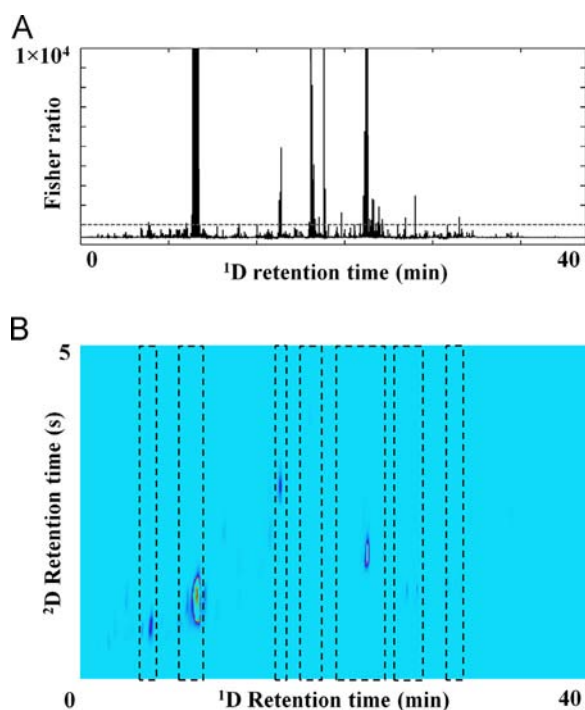 A
1×10⁴
Fisher ratio
0 40
¹D retention time (min)
B
5
²D Retention time (s)
0 40
¹D Retention time (min)